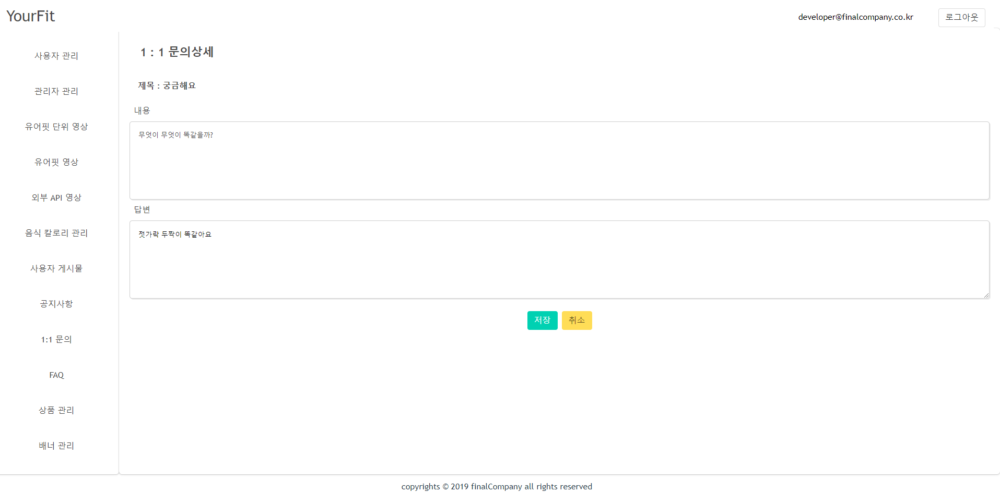 YourFit
developer@finalcompany.co.kr
로그아웃
사용자 관리
관리자 관리
유어핏 단위 영상
유어핏 영상
외부 API 영상
음식 칼로리 관리
사용자 게시물
공지사항
1:1 문의
FAQ
상품 관리
배너 관리
1 : 1 문의상세
제목 : 궁금해요
내용
무엇이 무엇이 똑같을까?
답변
젓가락 두짝이 똑같아요
저장
취소
copyrights © 2019 finalCompany all rights reserved